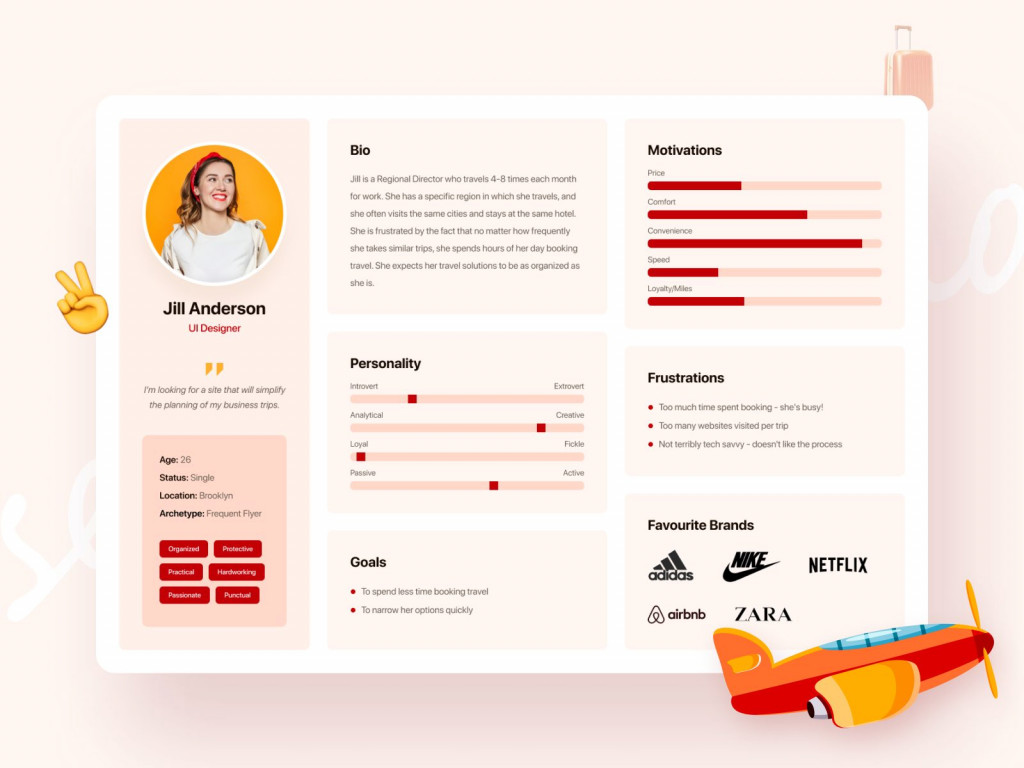 Jill Anderson
UI Designer
I'm looking for a site that will simplify
the planning of my business trips.
Age: 26
Status: Single
Location: Brooklyn
Archetype: Frequent Flyer
Organized Protective
Practical Hardworking
Passionate Punctual
Bio
Jill is a Regional Director who travels 4-8 times each month
for work. She has a specific region in which she travels, and
she often visits the same cities and stays at the same hotel.
She is frustrated by the fact that no matter how frequently
she takes similar trips, she spends hours of her day booking
travel. She expects her travel solutions to be as organized as
she is.
Personality
Introvert Extrovert
Analytical Creative
Loyal Fickle
Passive Active
Goals
To spend less time booking travel
To narrow her options quickly
Motivations
Price
Comfort
Convenience
Speed
Loyalty/Miles
Frustrations
Too much time spent booking - she's busy!
Too many websites visited per trip
Not terribly tech savvy - doesn't like the process
Favourite Brands
adidas NIKE NETFLIX
airbnb ZARA